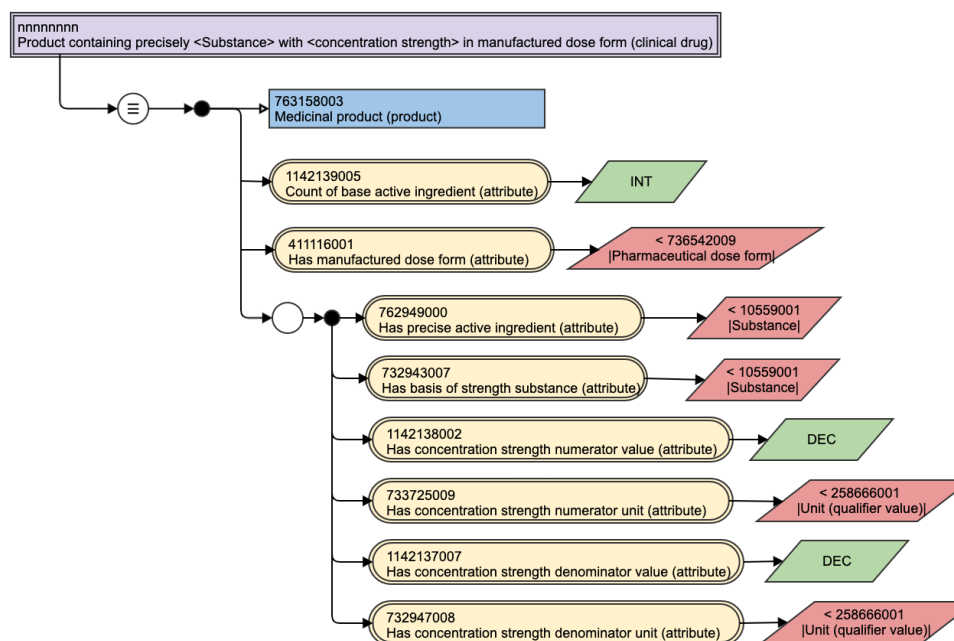 nnnnnnnn
Product containing precisely <Substance> with <concentration strength> in manufactured dose form (clinical drug)
763158003
Medicinal product (product)
1142139005
Count of base active ingredient (attribute)
INT
411116001
Has manufactured dose form (attribute)
< 736542009
|Pharmaceutical dose form|
762949000
Has precise active ingredient (attribute)
< 10559001
|Substance|
732943007
Has basis of strength substance (attribute)
< 10559001
|Substance|
1142138002
Has concentration strength numerator value (attribute)
DEC
733725009
Has concentration strength numerator unit (attribute)
< 258666001
|Unit (qualifier value)|
1142137007
Has concentration strength denominator value (attribute)
DEC
732947008
Has concentration strength denominator unit (attribute)
< 258666001
|Unit (qualifier value)|